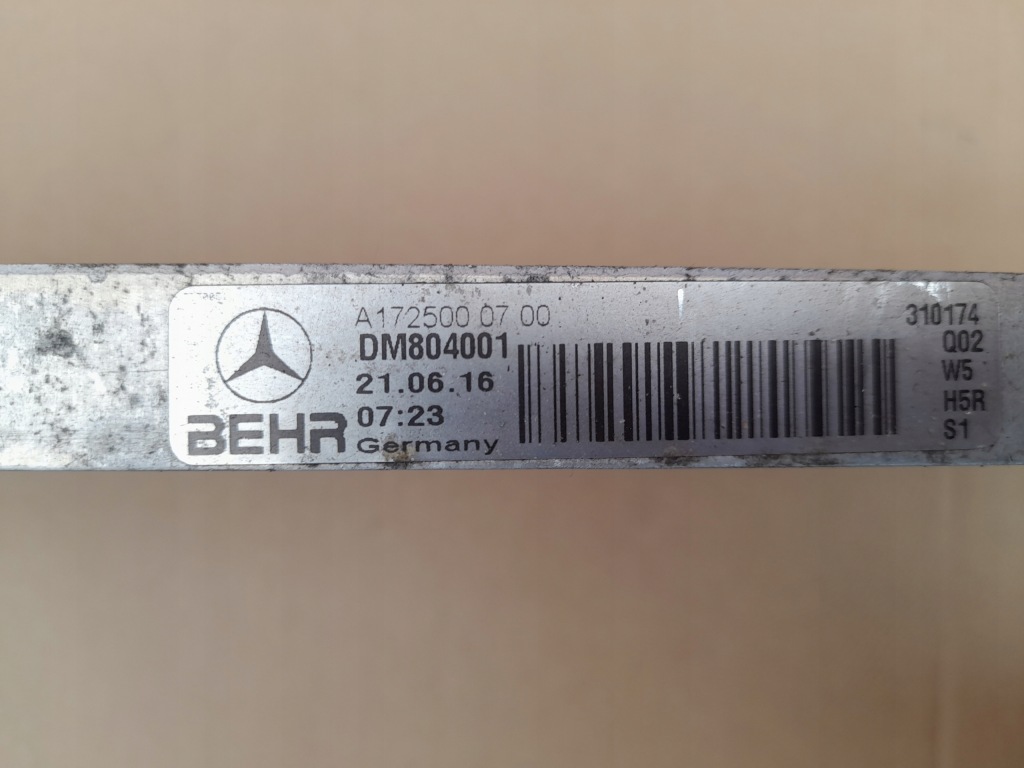 A172500 07 00
DM804001
21.06.16
07:23
BEHR Germany
310174
Q02
W5
H5R
S1